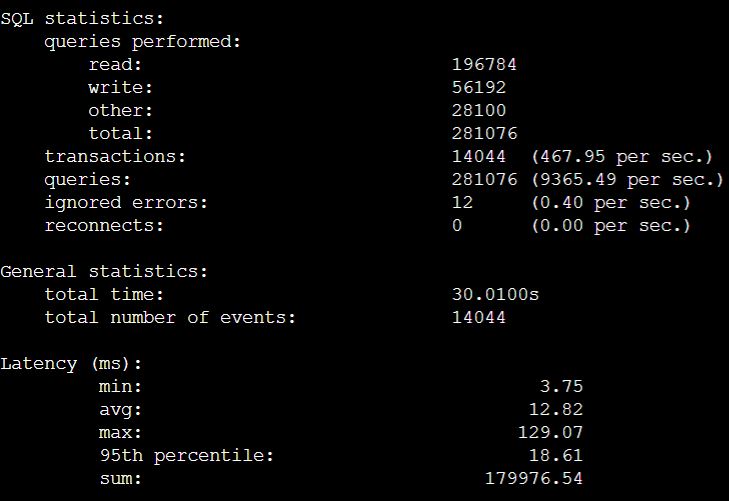 SQL statistics:
queries performed:
read: 196784
write: 56192
other: 28100
total: 281076
transactions: 14044 (467.95 per sec.)
queries: 281076 (9365.49 per sec.)
ignored errors: 12 (0.40 per sec.)
reconnects: 0 (0.00 per sec.)
General statistics:
total time: 30.0100s
total number of events: 14044
Latency (ms):
min: 3.75
avg: 12.82
max: 129.07
95th percentile: 18.61
sum: 179976.54